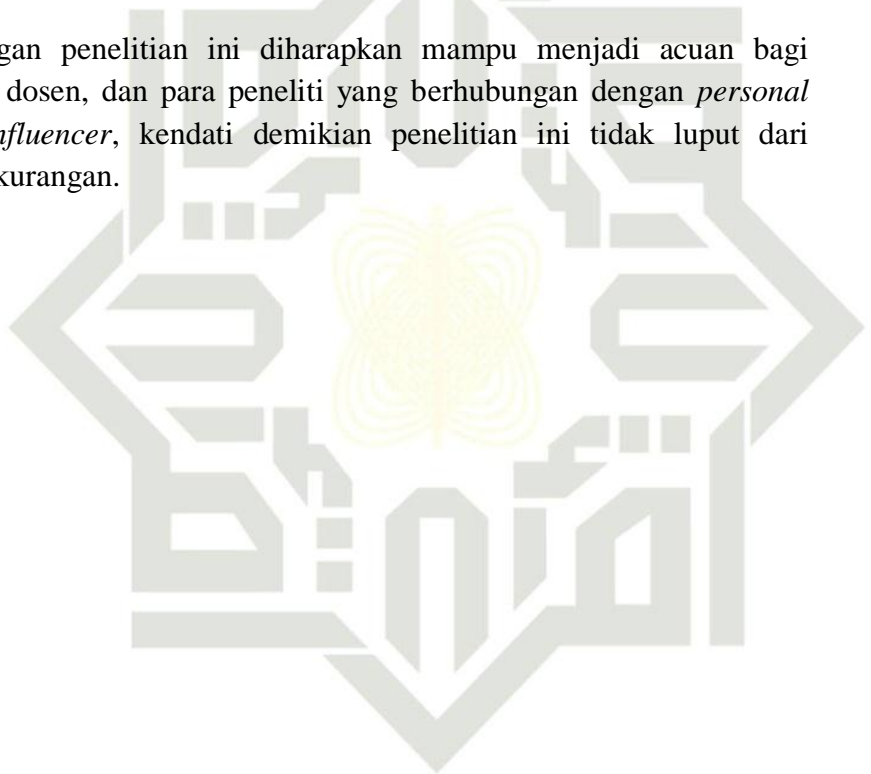 gan penelitian ini diharapkan mampu menjadi acuan bagi
dosen, dan para peneliti yang berhubungan dengan personal
nfluencer, kendati demikian penelitian ini tidak luput dari
kurangan.